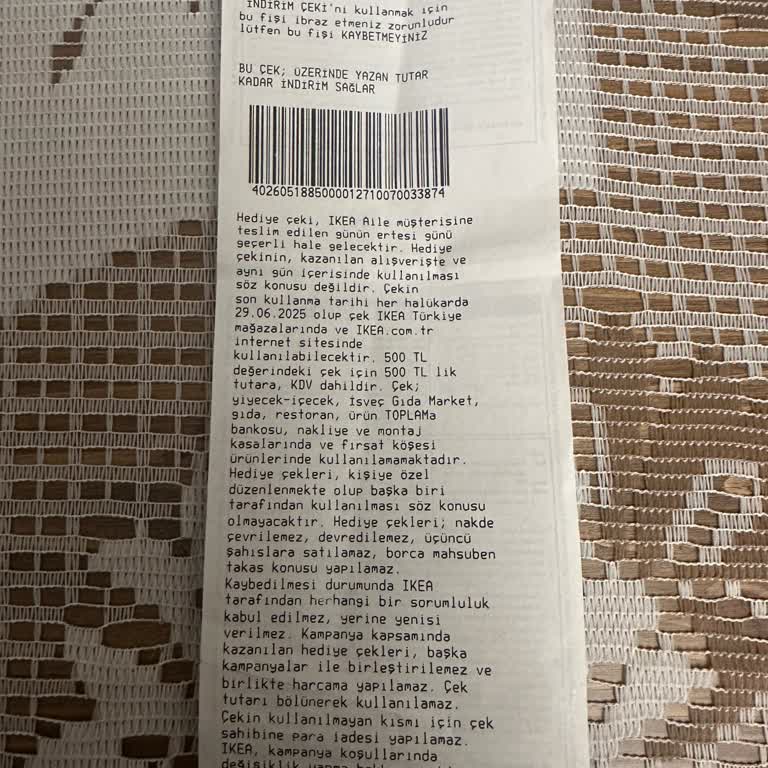 İNDİRİM ÇEKİ'ni kullanmak için
bu fişi ibraz etmeniz zorunludur
lütfen bu fişi KAYBETMEYİNİZ
BU ÇEK; ÜZERİNDE YAZAN TUTAR
KADAR İNDİRİM SAĞLAR
4026051885000012710070033874
Hediye çeki, IKEA Aile müşterisine
teslim edilen günün ertesi günü
geçerli hale gelecektir. Hediye
çekinin, kazanılan alışverişte ve
aynı gün içerisinde kullanılması
söz konusu değildir. Çekin
son kullanma tarihi her halükarda
29.06.2025 olup çek IKEA Türkiye
mağazalarında ve IKEA.com.tr
internet sitesinde
kullanılabilecektir. 500 TL
değerindeki çek için 500 TL lik
tutara, KDV dahildir. Çek;
yiyecek-içecek, İsveç Gıda Market,
gıda, restoran, ürün TOPLAMa
bankosu, nakliye ve montaj
kasalarında ve fırsat köşesi
ürünlerinde kullanılamamaktadır.
Hediye çekleri, kişiye özel
düzenlenmekte olup başka biri
tarafından kullanılması söz konusu
olmayacaktır. Hediye çekleri; nakde
çevrilemez, devredilemez, üçüncü
şahıslara satılamaz, borca mahsuben
takas konusu yapılamaz.
Kaybedilmesi durumunda IKEA
tarafından herhangi bir sorumluluk
kabul edilmez, yerine yenisi
verilmez. Kampanya kapsamında
kazanılan hediye çekleri, başka
kampanyalar ile birleştirilemez ve
birlikte harcama yapılamaz. Çek
tutarı bölünerek kullanılamaz.
Çekin kullanılmayan kısmı için çek
sahibine para iadesi yapılamaz.
IKEA, kampanya koşullarında
değişiklik yapma